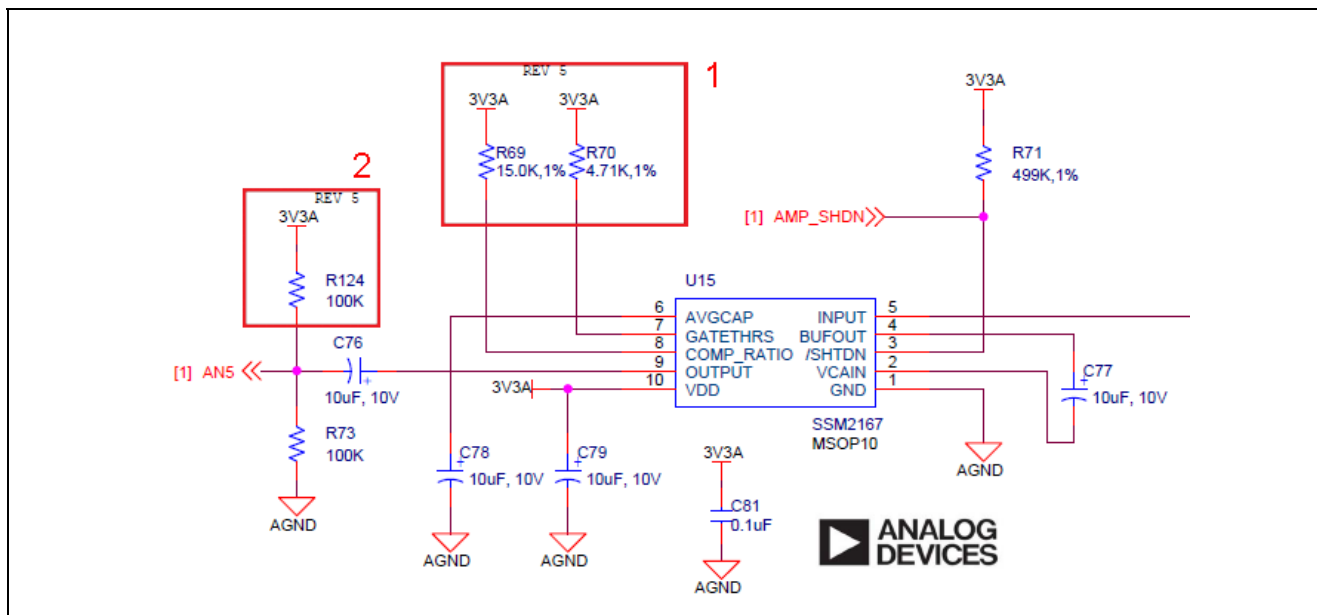 REV 5
1
3V3A
3V3A
3V3A
R69
15.0K,1%
R70
4.71K,1%
R71
499K,1%
2
REV 5
3V3A
[1] AMP_SHDN
R124
100K
U15
6 AVGCAP INPUT 5
7 GATETHRS BUFOUT 4
8 COMP_RATIO /SHTDN 3
9 OUTPUT VCAIN 2
10 VDD GND 1
C76
10uF, 10V
[1] AN5
3V3A
C77
10uF, 10V
SSM2167
MSOP10
R73
100K
C78
10uF, 10V
C79
10uF, 10V
3V3A
AGND
C81
0.1uF
AGND
AGND
AGND
AGND
ANALOG
DEVICES